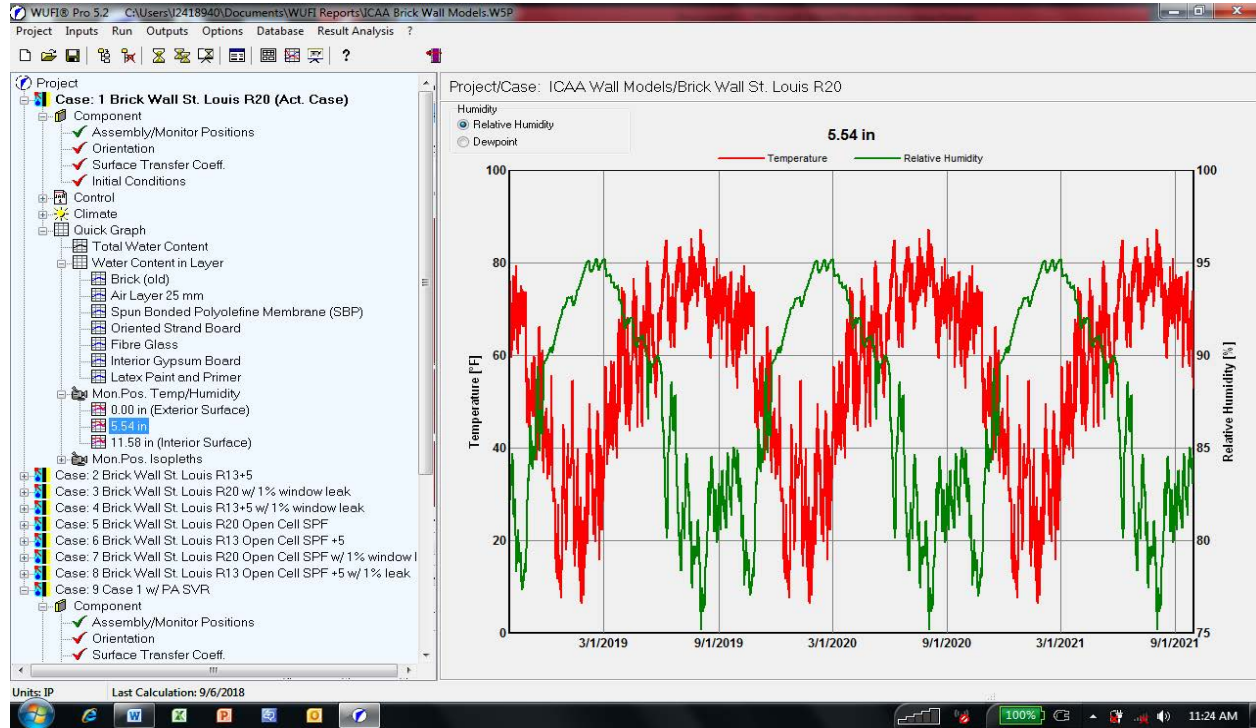 WUFI® Pro 5.2 C:\Users\I2418940\Documents\WUFI Reports\ICAA Brick Wall Models.W5P
Project Inputs Run Outputs Options Database Result Analysis ?
?
Project
Case: 1 Brick Wall St. Louis R20 (Act. Case)
Component
Assembly/Monitor Positions
Orientation
Surface Transfer Coeff.
Initial Conditions
Control
Climate
Quick Graph
Total Water Content
Water Content in Layer
Brick (old)
Air Layer 25 mm
Spun Bonded Polyolefine Membrane (SBP)
Oriented Strand Board
Fibre Glass
Interior Gypsum Board
Latex Paint and Primer
Mon.Pos. Temp/Humidity
0.00 in (Exterior Surface)
5.54 in
11.58 in (Interior Surface)
Mon.Pos. Isopleths
Case: 2 Brick Wall St. Louis R13+5
Case: 3 Brick Wall St. Louis R20 w/ 1% window leak
Case: 4 Brick Wall St. Louis R13+5 w/ 1% window leak
Case: 5 Brick Wall St. Louis R20 Open Cell SPF
Case: 6 Brick Wall St. Louis R13 Open Cell SPF +5
Case: 7 Brick Wall St. Louis R20 Open Cell SPF w/ 1% window l
Case: 8 Brick Wall St. Louis R13 Open Cell SPF +5 w/ 1% leak
Case: 9 Case 1 w/ PA SVR
Component
Assembly/Monitor Positions
Orientation
Surface Transfer Coeff.
Project/Case: ICAA Wall Models/Brick Wall St. Louis R20
Humidity
Relative Humidity
Dewpoint
5.54 in
Temperature Relative Humidity
100 100
80 95
60 90
40 85
20 80
0 75
Temperature [°F]
Relative Humidity [%]
3/1/2019 9/1/2019 3/1/2020 9/1/2020 3/1/2021 9/1/2021
Units: IP Last Calculation: 9/6/2018
100% 11:24 AM